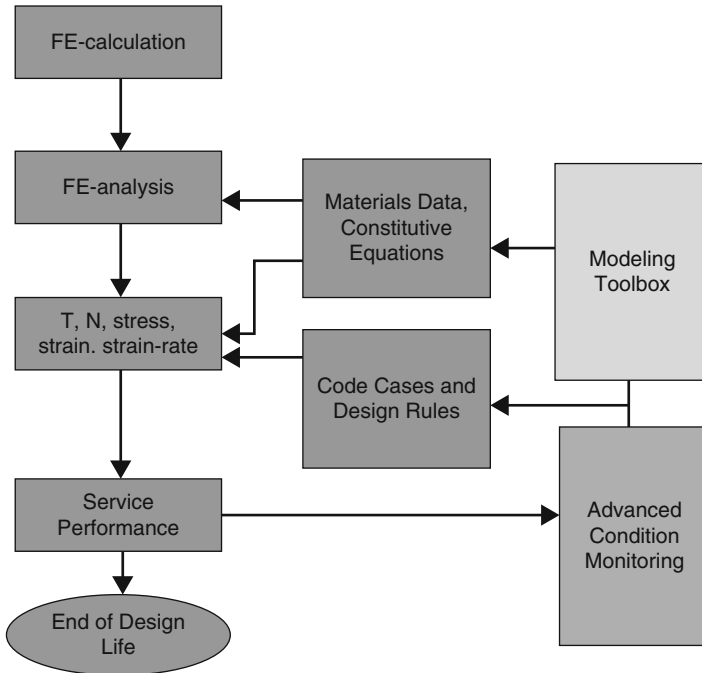 FE-calculation
FE-analysis
Materials Data,
Constitutive
Equations
Modeling
Toolbox
T, N, stress,
strain. strain-rate
Code Cases and
Design Rules
Service
Performance
Advanced
Condition
Monitoring
End of Design
Life